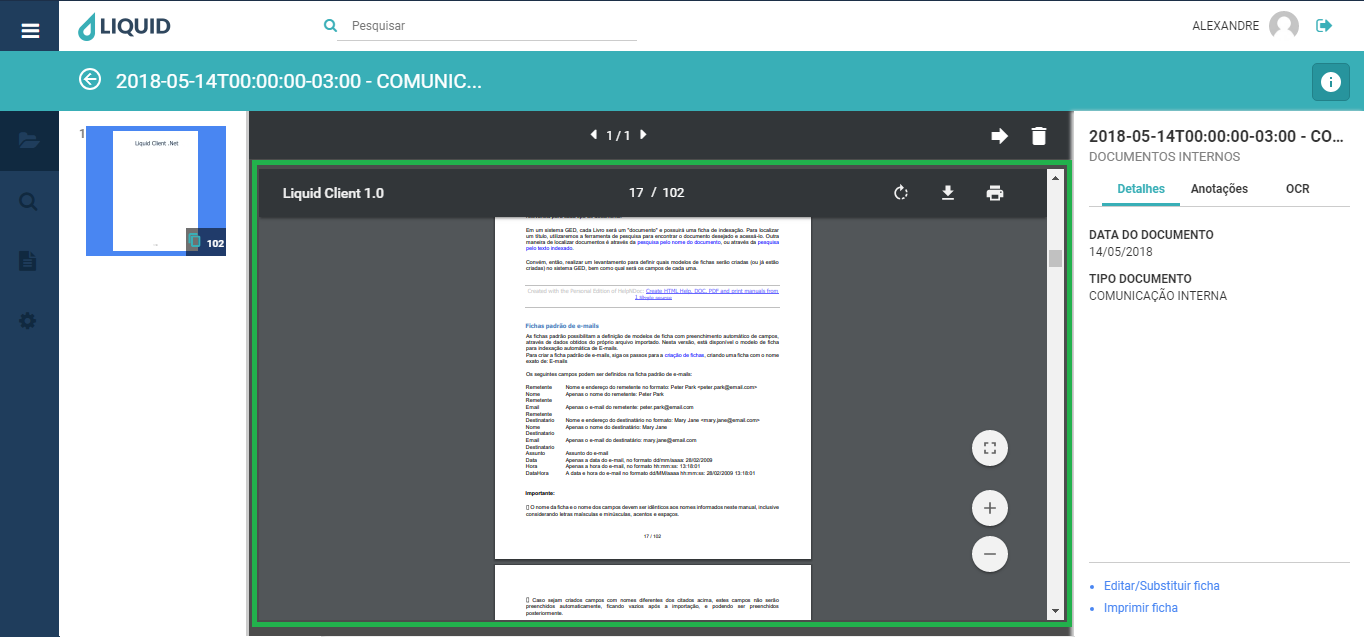 LIQUID
Pesquisar
ALEXANDRE
2018-05-14T00:00:00-03:00 - COMUNIC...
1
Liquid Client .Net
102
1 / 1
Liquid Client 1.0
17 / 102
Em um sistema GED, cada Livro será um "documento" e possuirá uma ficha de indexação. Para localizar
um título, utilizaremos a ferramenta de pesquisa para encontrar o documento desejado e acessá-lo. Outra
maneira de localizar documentos é através da pesquisa pelo nome do documento, ou através da pesquisa
pelo texto indexado.
Convém, então, realizar um levantamento para definir quais modelos de fichas serão criadas (ou já estão
criadas) no sistema GED, bem como qual será os campos de cada uma.
Created with the Personal Edition of HelpNDoc: Create HTML Help, DOC, PDF and print manuals from
1 single source
Fichas padrão de e-mails
As fichas padrão possibilitam a definição de modelos de ficha com preenchimento automático de campos,
através de dados obtidos do próprio arquivo importado. Nesta versão, está disponível o modelo de ficha
para indexação automática de E-mails.
Para criar a ficha padrão de e-mails, siga os passos para a criação de fichas, criando uma ficha com o nome
exato de: E-mails
Os seguintes campos podem ser definidos na ficha padrão de e-mails:
Remetente Nome e endereço do remetente no formato: Peter Park <peter.park@email.com>
Nome Apenas o nome do remetente: Peter Park
Remetente
Email Apenas o e-mail do remetente: peter.park@email.com
Remetente
Destinatario Nome e endereço do destinatário no formato: Mary Jane <mary.jane@email.com>
Nome Apenas o nome do destinatário: Mary Jane
Destinatario
Email Apenas o e-mail do destinatário: mary.jane@email.com
Destinatario
Assunto Assunto do e-mail
Data Apenas a data do e-mail, no formato dd/mm/aaaa: 28/02/2009
Hora Apenas a hora do e-mail, no formato hh:mm:ss: 13:18:01
DataHora A data e hora do e-mail no formato dd/MM/aaaa hh:mm:ss: 28/02/2009 13:18:01
Importante:
O nome da ficha e o nome dos campos devem ser idênticos aos nomes informados neste manual, inclusive
considerando letras maísculas e minúsculas, acentos e espaços.
17 / 102
Caso sejam criados campos com nomes diferentes dos citados acima, estes campos não serão
preenchidos automaticamente, ficando vazios após a importação, e podendo ser preenchidos
posteriormente.
2018-05-14T00:00:00-03:00 - CO...
DOCUMENTOS INTERNOS
Detalhes Anotações OCR
DATA DO DOCUMENTO
14/05/2018
TIPO DOCUMENTO
COMUNICAÇÃO INTERNA
Editar/Substituir ficha
Imprimir ficha